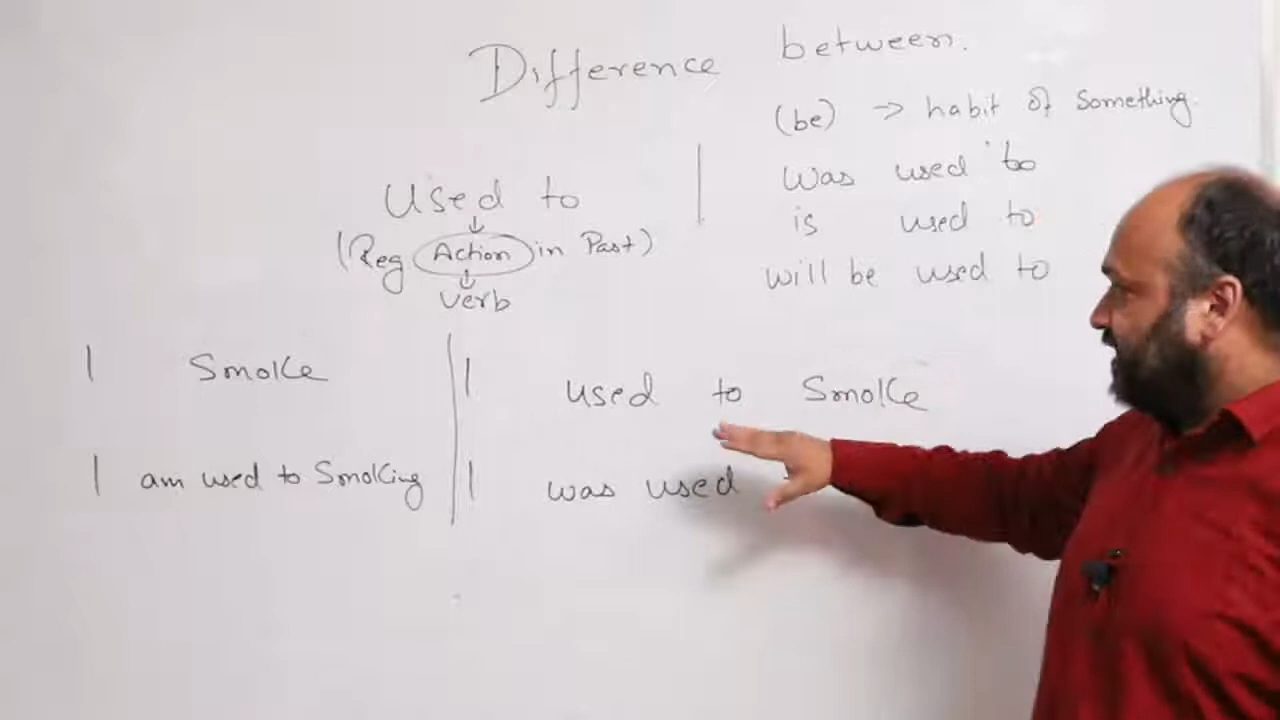 Difference between.
Used to
(Reg Action in Past)
verb
(be) → habit of Something.
was used to
is used to
will be used to
I Smoke
I used to Smoke
I am used to Smoking
I was used